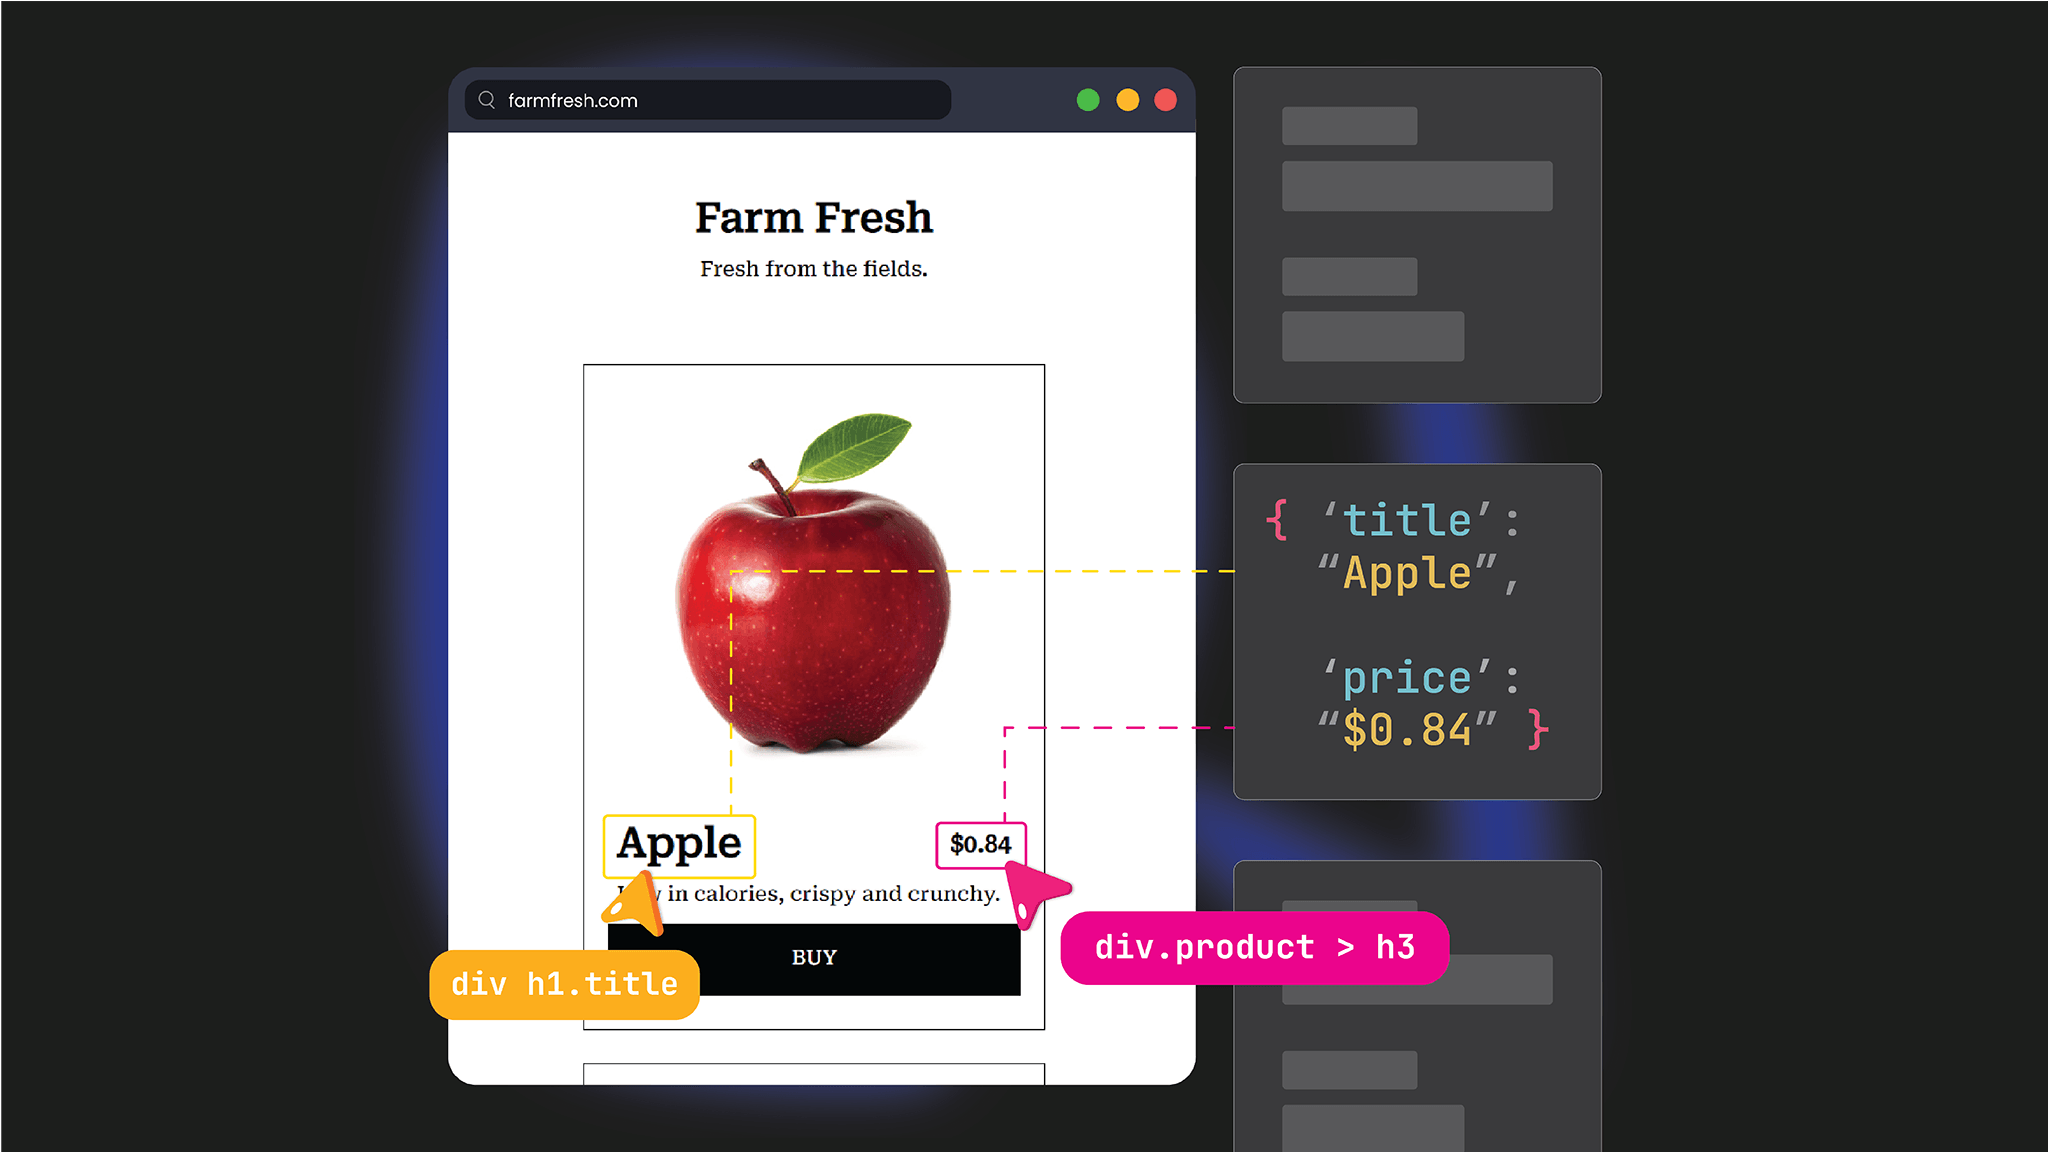 farmfresh.com
Farm Fresh
Fresh from the fields.
Apple
$0.84
in calories, crispy and crunchy.
BUY
div h1.title
div.product > h3
{ ‘title’:
“Apple”,
‘price’:
“$0.84” }